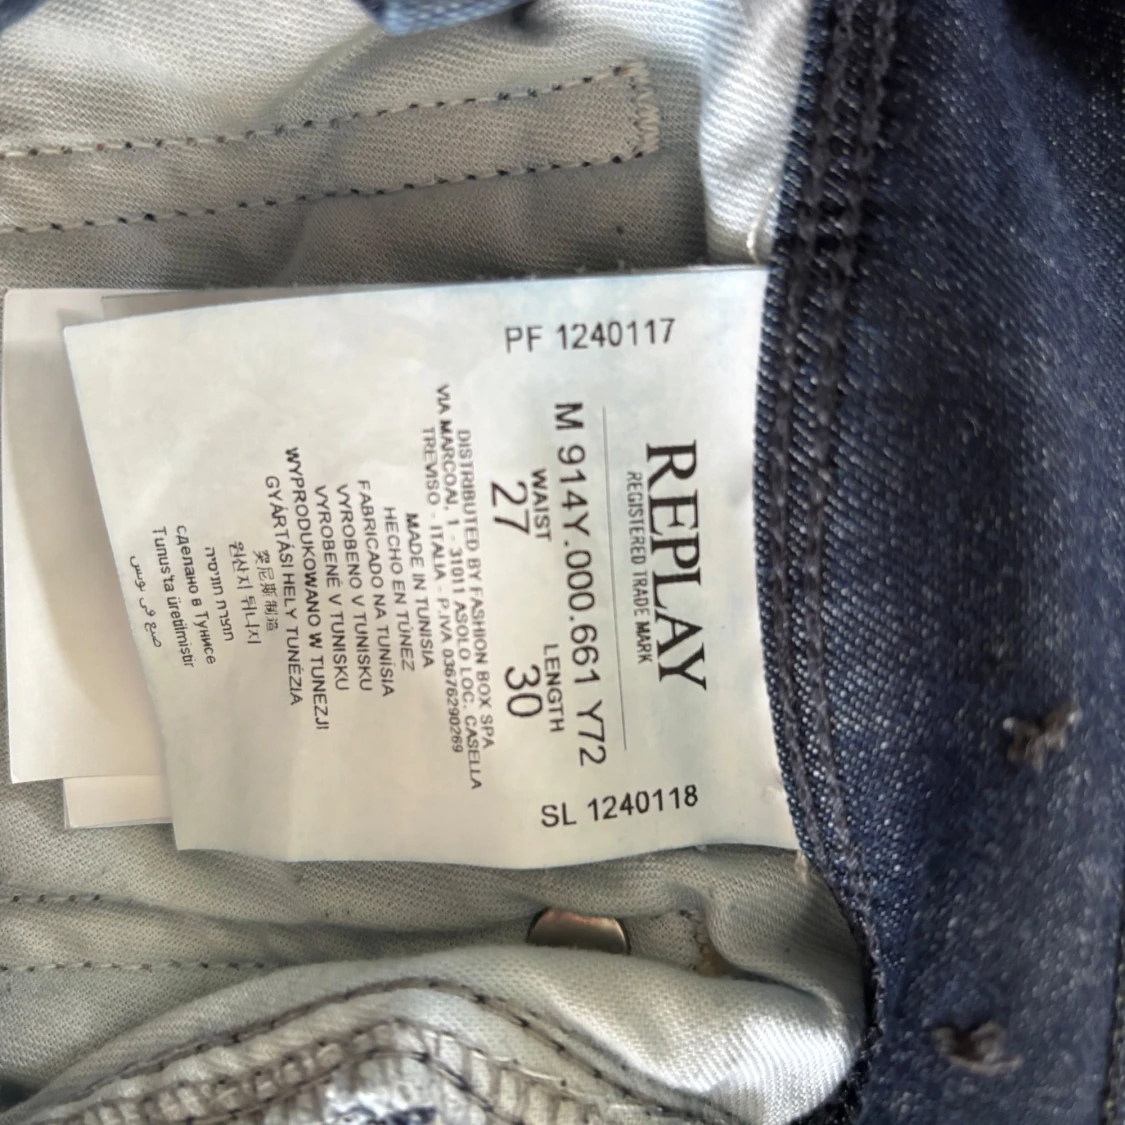 REPLAY
REGISTERED TRADE MARK
PF 1240117
SL 1240118
M 914Y.000.661 Y72
WAIST LENGTH
27 30
DISTRIBUTED BY FASHION BOX SPA
VIA MARCOAI, 1 - 31011 ASOLO LOC. CASELLA
TREVISO - ITALIA - P.IVA 03676290269
MADE IN TUNISIA
HECHO EN TÚNEZ
FABRICADO NA TUNÍSIA
VYROBENO V TUNISKU
VYROBENÉ V TUNISKU
WYPRODUKOWANO W TUNEZJI
GYÁRTÁSI HELY TUNÉZIA
突尼斯 制造
원산지 튀니지
תוצרת תוניסיה
сделано в Тунисе
Tunus'ta üretilmiştir
صنع في تونس